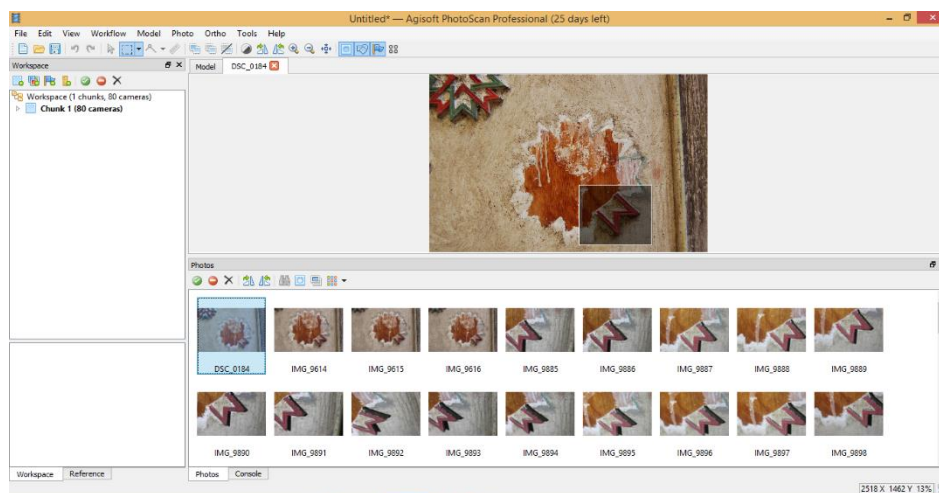 Untitled* — Agisoft PhotoScan Professional (25 days left)
File Edit View Workflow Model Photo Ortho Tools Help
Workspace
Model DSC_0184
Workspace (1 chunks, 80 cameras)
Chunk 1 (80 cameras)
Photos
DSC_0184 IMG_9614 IMG_9615 IMG_9616 IMG_9885 IMG_9886 IMG_9887 IMG_9888 IMG_9889
IMG_9890 IMG_9891 IMG_9892 IMG_9893 IMG_9894 IMG_9895 IMG_9896 IMG_9897 IMG_9898
Workspace Reference
Photos Console
2518 X 1462 Y 13%